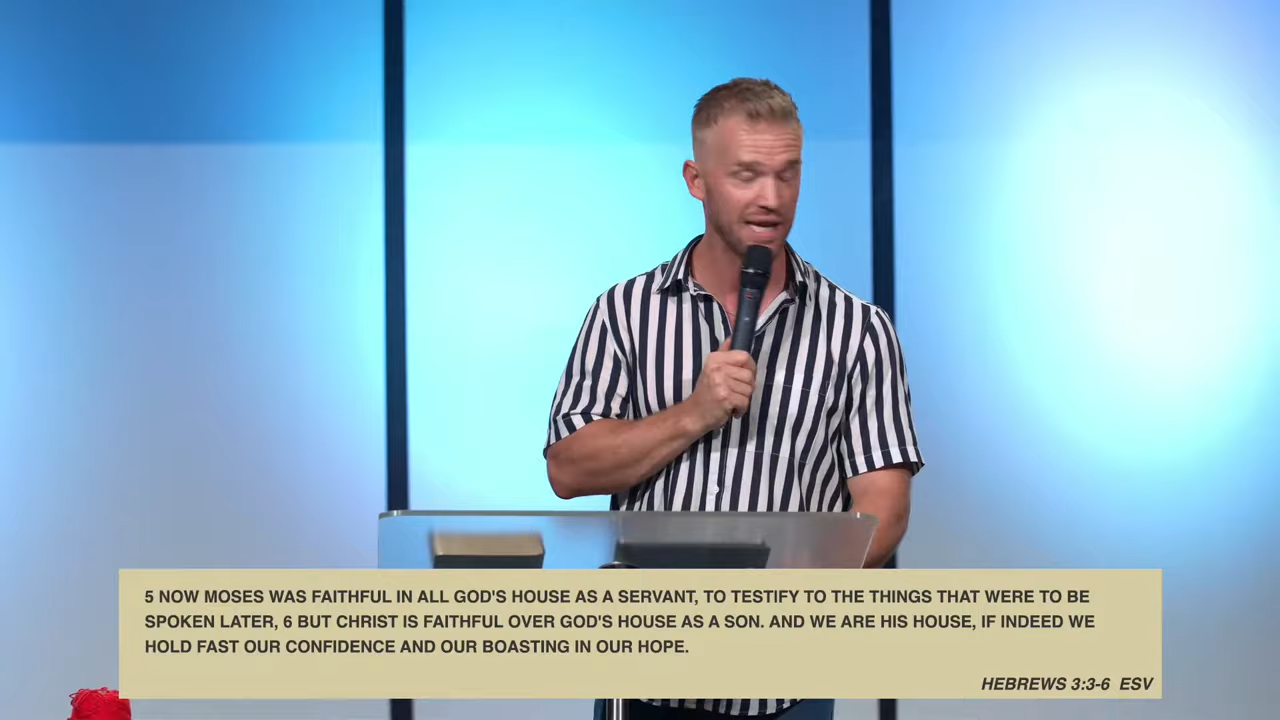 5 NOW MOSES WAS FAITHFUL IN ALL GOD'S HOUSE AS A SERVANT, TO TESTIFY TO THE THINGS THAT WERE TO BE
SPOKEN LATER, 6 BUT CHRIST IS FAITHFUL OVER GOD'S HOUSE AS A SON. AND WE ARE HIS HOUSE, IF INDEED WE
HOLD FAST OUR CONFIDENCE AND OUR BOASTING IN OUR HOPE.
HEBREWS 3:3-6 ESV